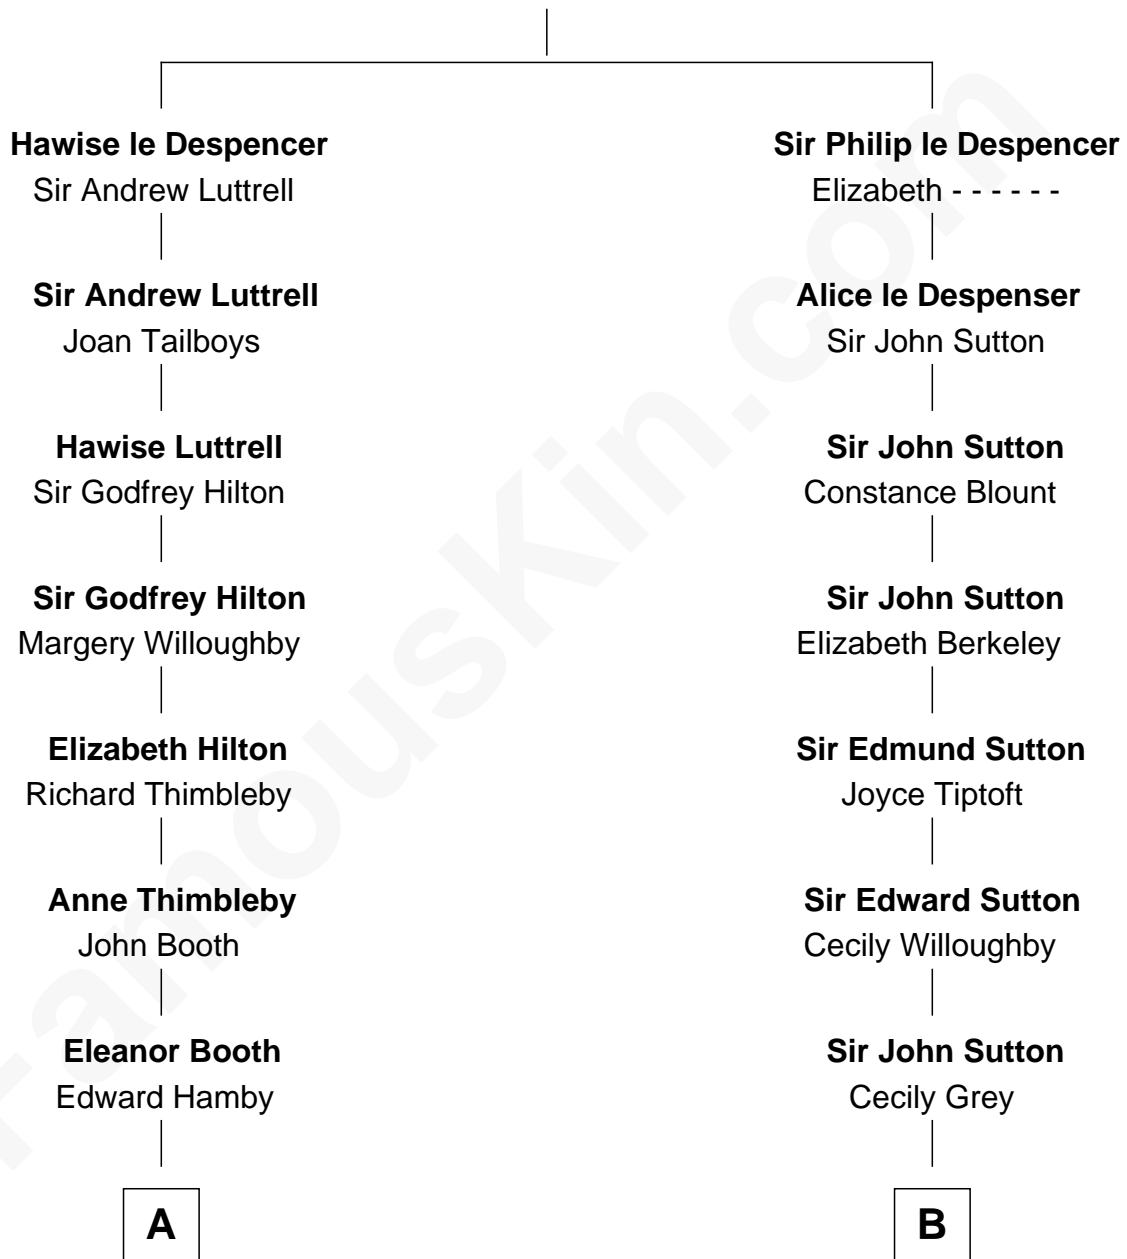 Hawise le Despencer
Sir Andrew Luttrell
Sir Andrew Luttrell
Joan Tailboys
Hawise Luttrell
Sir Godfrey Hilton
Sir Godfrey Hilton
Margery Willoughby
Elizabeth Hilton
Richard Thimbleby
Anne Thimbleby
John Booth
Eleanor Booth
Edward Hamby
A
Sir Philip le Despencer
Elizabeth - - - - - -
Alice le Despenser
Sir John Sutton
Sir John Sutton
Constance Blount
Sir John Sutton
Elizabeth Berkeley
Sir Edmund Sutton
Joyce Tiptoft
Sir Edward Sutton
Cecily Willoughby
Sir John Sutton
Cecily Grey
B
FamousKin.com